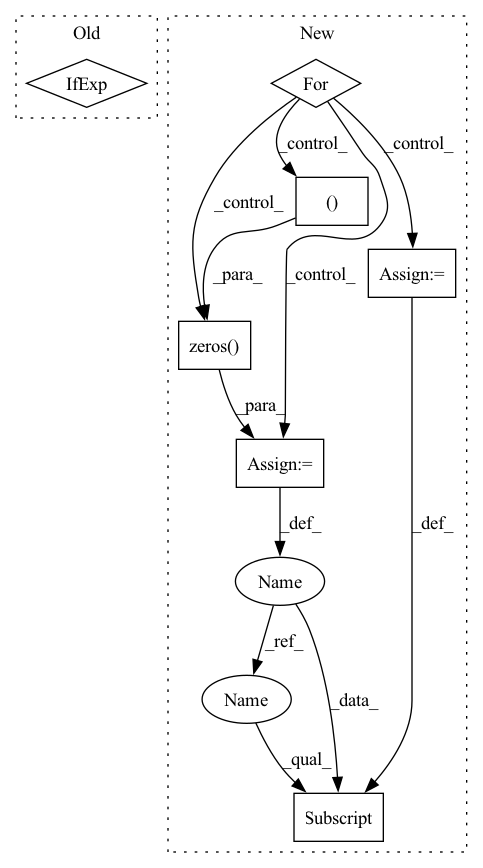 Old
New
IfExp
For
_control_
_control_
_control_
()
_para_
_control_
Assign:=
zeros()
_para_
Assign:=
_def_
_def_
Name
_ref_
Name
_data_
_qual_
Subscript